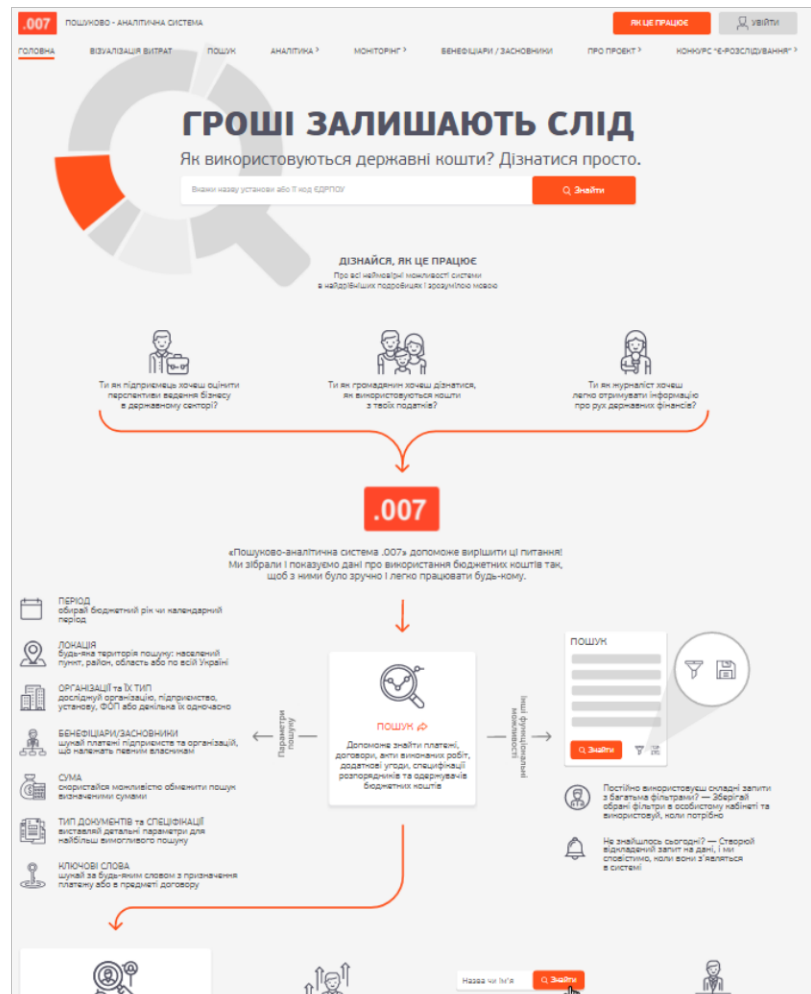 .007 ПОШУКОВО - АНАЛІТИЧНА СИСТЕМА
ЯК ЦЕ ПРАЦЮЄ
УВІЙТИ
ГОЛОВНА ВІЗУАЛІЗАЦІЯ ВИТРАТ ПОШУК АНАЛІТИКА МОНІТОРІНГ БЕНЕФІЦІАРИ / ЗАСНОВНИКИ ПРО ПРОЕКТ КОНКУРС "Є-РОЗСЛІДУВАННЯ"
ГРОШІ ЗАЛИШАЮТЬ СЛІД
Як використовуються державні кошти? Дізнатися просто.
Вкажи назву установи або її код ЄДРПОУ
Знайти
ДІЗНАЙСЯ, ЯК ЦЕ ПРАЦЮЄ
Про всі неймовірні можливості системи
в найдрібніших подробицях і зрозумілою мовою
Ти як підприємець хочеш оцінити
перспективи ведення бізнесу
в державному секторі?
Ти як громадянин хочеш дізнатися,
як використовуються кошти
з твоїх податків?
Ти як журналіст хочеш
легко отримувати інформацію
про рух державних фінансів?
.007
«Пошуково-аналітична система .007» допоможе вирішити ці питання!
Ми зібрали і показуємо дані про використання бюджетних коштів так,
щоб з ними було зручно і легко працювати будь-кому.
ПЕРІОД
обирай бюджетний рік чи календарний
період
ЛОКАЦІЯ
будь-яка територія пошуку: населений
пункт, район, область або по всій Україні
ОРГАНІЗАЦІЇ та ЇХ ТИП
досліджуй організацію, підприємство,
установу, ФОП або декілька їх одночасно
БЕНЕФІЦІАРИ/ЗАСНОВНИКИ
шукай платежі підприємств та організацій,
що належать певним власникам
СУМА
скористайся можливістю обмежити пошук
визначеними сумами
ТИП ДОКУМЕНТІВ та СПЕЦІФІКАЦІЇ
виставляй детальні параметри для
найбільш вимогливого пошуку
КЛЮЧОВІ СЛОВА
шукай за будь-яким словом з призначення
платежу або в предметі договору
Параметри
пошуку
ПОШУК
Допоможе знайти платежі,
договори, акти виконаних робіт,
додаткові угоди, специфікації
розпорядників та одержувачів
бюджетних коштів
Інші функціональні
можливості
ПОШУК
Знайти
Постійно використовуєш складні запити
з багатьма фільтрами? — Зберігай
обрані фільтри в особистому кабінеті та
використовуй, коли потрібно
Не знайшлось сьогодні? — Створюй
відкладений запит на дані, і ми
сповістимо, коли вони з'являться
в системі
Назва чи ім'я
Знайти